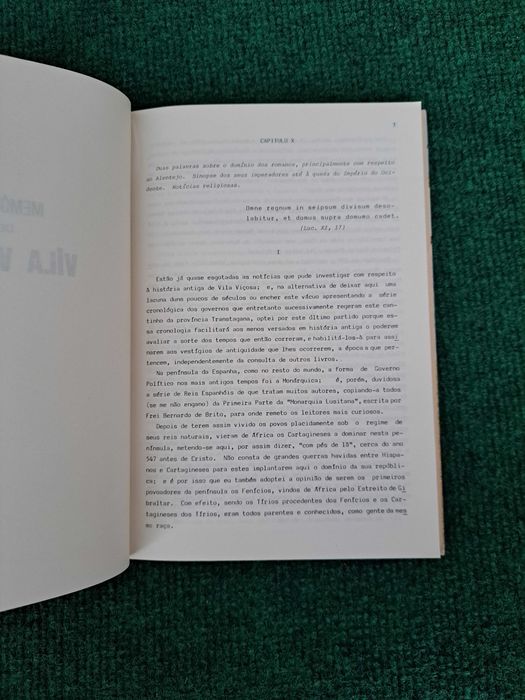 MEMÓ
VILA V
7
CAPITULO X
Duas palavras sobre o domínio dos romanos, principalmente com respeito
ao Alentejo. Sinopse dos seus imperadores até à queda do Império do Oci-
dente. Notícias religiosas.
Omne regnum in seipsum divisum deso-
labitur, et domus supra domumo cadet.
(Luc. XI, 17)
I
Estão já quase esgotadas as notícias que pude investigar com respeito
à história antiga de Vila Viçosa; e, na alternativa de deixar aqui uma
lacuna duns poucos de séculos ou encher este vácuo apresentando a série
cronológica dos governos que entretanto sucessivamente regeram este can-
tinho da província Transtagana, optei por este último partido porque es-
sa cronologia facilitará aos menos versados em história antiga o poderem
avaliar a sorte dos tempos que então correram, e habilitá-los-à para assi
narem aos vestígios de antiguidade que lhes ocorrerem, a época a que per-
tencem, independentemente da consulta de outros livros.
Na península da Espanha, como no resto do mundo, a forma de Governo
Político nos mais antigos tempos foi a Monárquica; é, porém, duvidosa
a série de Reis Espanhóis de que tratam muitos autores, copiando-a todos
(se me não engano) da Primeira Parte da "Monarquia Lusitana", escrita por
Frei Bernardo de Brito, para onde remeto os leitores mais curiosos.
Depois de terem assim vivido os povos placidamente sob o regime de
seus reis naturais, vieram de África os Cartagineses a dominar nesta pe-
nínsula, metendo-se aqui, por assim dizer, "com pés de lã", cerca do ano
547 antes de Cristo. Não consta de grandes guerras havidas entre Hispa-
nos e Cartagineses para estes implantarem aqui o domínio da sua repúbli-
ca; e é por isso que eu também adoptei a opinião de serem os primeiros
povoadores da península os Fenícios, vindos de África pelo Estreito de Gi
braltar. Com efeito, sendo os Tírios procedentes dos Fenícios e os Car-
tagineses dos Tírios, eram todos parentes e conhecidos, como gente da mes
ma raça.